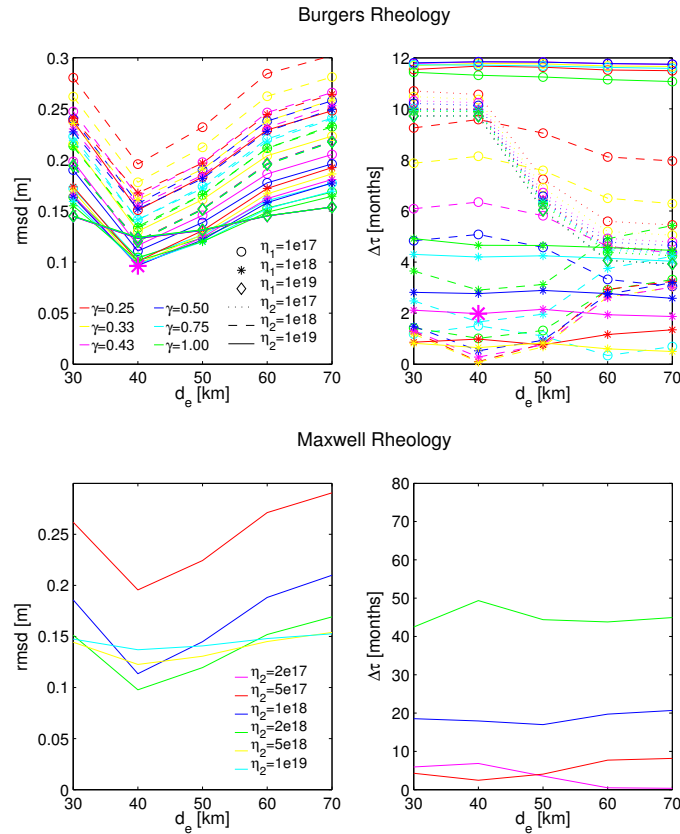 Burgers Rheology
0.3
0.25
0.2
0.15
0.1
0.05
0
30 40 50 60 70
d_e [km]
rmsd [m]
γ=0.25
γ=0.33
γ=0.43
γ=0.50
γ=0.75
γ=1.00
η_1=1e17
η_1=1e18
η_1=1e19
η_2=1e17
η_2=1e18
η_2=1e19
12
10
8
6
4
2
0
30 40 50 60 70
d_e [km]
Δτ [months]
Maxwell Rheology
0.25
0.2
0.15
0.1
0.05
0
30 40 50 60 70
d_e [km]
rmsd [m]
η_2=2e17
η_2=5e17
η_2=1e18
η_2=2e18
η_2=5e18
η_2=1e19
80
70
60
50
40
30
20
10
0
30 40 50 60 70
d_e [km]
Δτ [months]